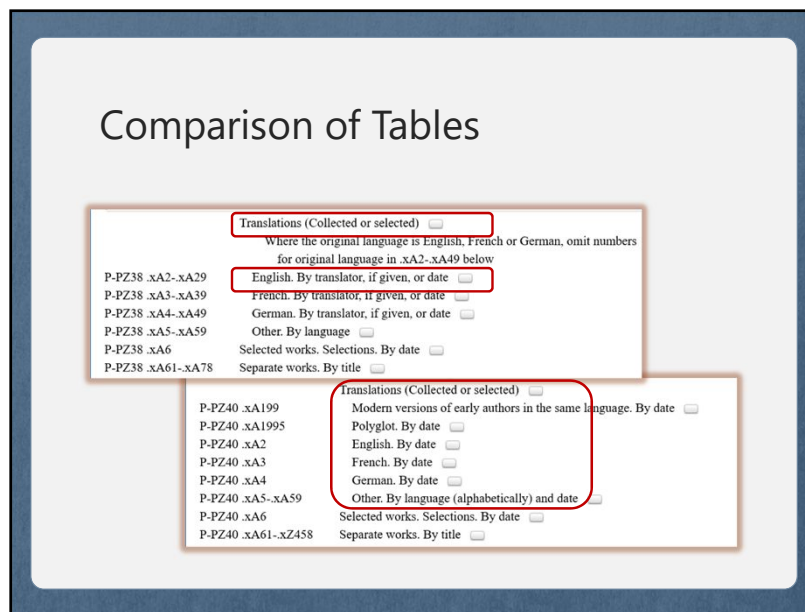 Comparison of Tables
Translations (Collected or selected)
Where the original language is English, French or German, omit numbers
for original language in .xA2-.xA49 below
P-PZ38 .xA2-.xA29 English. By translator, if given, or date
P-PZ38 .xA3-.xA39 French. By translator, if given, or date
P-PZ38 .xA4-.xA49 German. By translator, if given, or date
P-PZ38 .xA5-.xA59 Other. By language
P-PZ38 .xA6 Selected works. Selections. By date
P-PZ38 .xA61-.xA78 Separate works. By title
Translations (Collected or selected)
P-PZ40 .xA199 Modern versions of early authors in the same language. By date
P-PZ40 .xA1995 Polyglot. By date
P-PZ40 .xA2 English. By date
P-PZ40 .xA3 French. By date
P-PZ40 .xA4 German. By date
P-PZ40 .xA5-.xA59 Other. By language (alphabetically) and date
P-PZ40 .xA6 Selected works. Selections. By date
P-PZ40 .xA61-.xZ458 Separate works. By title